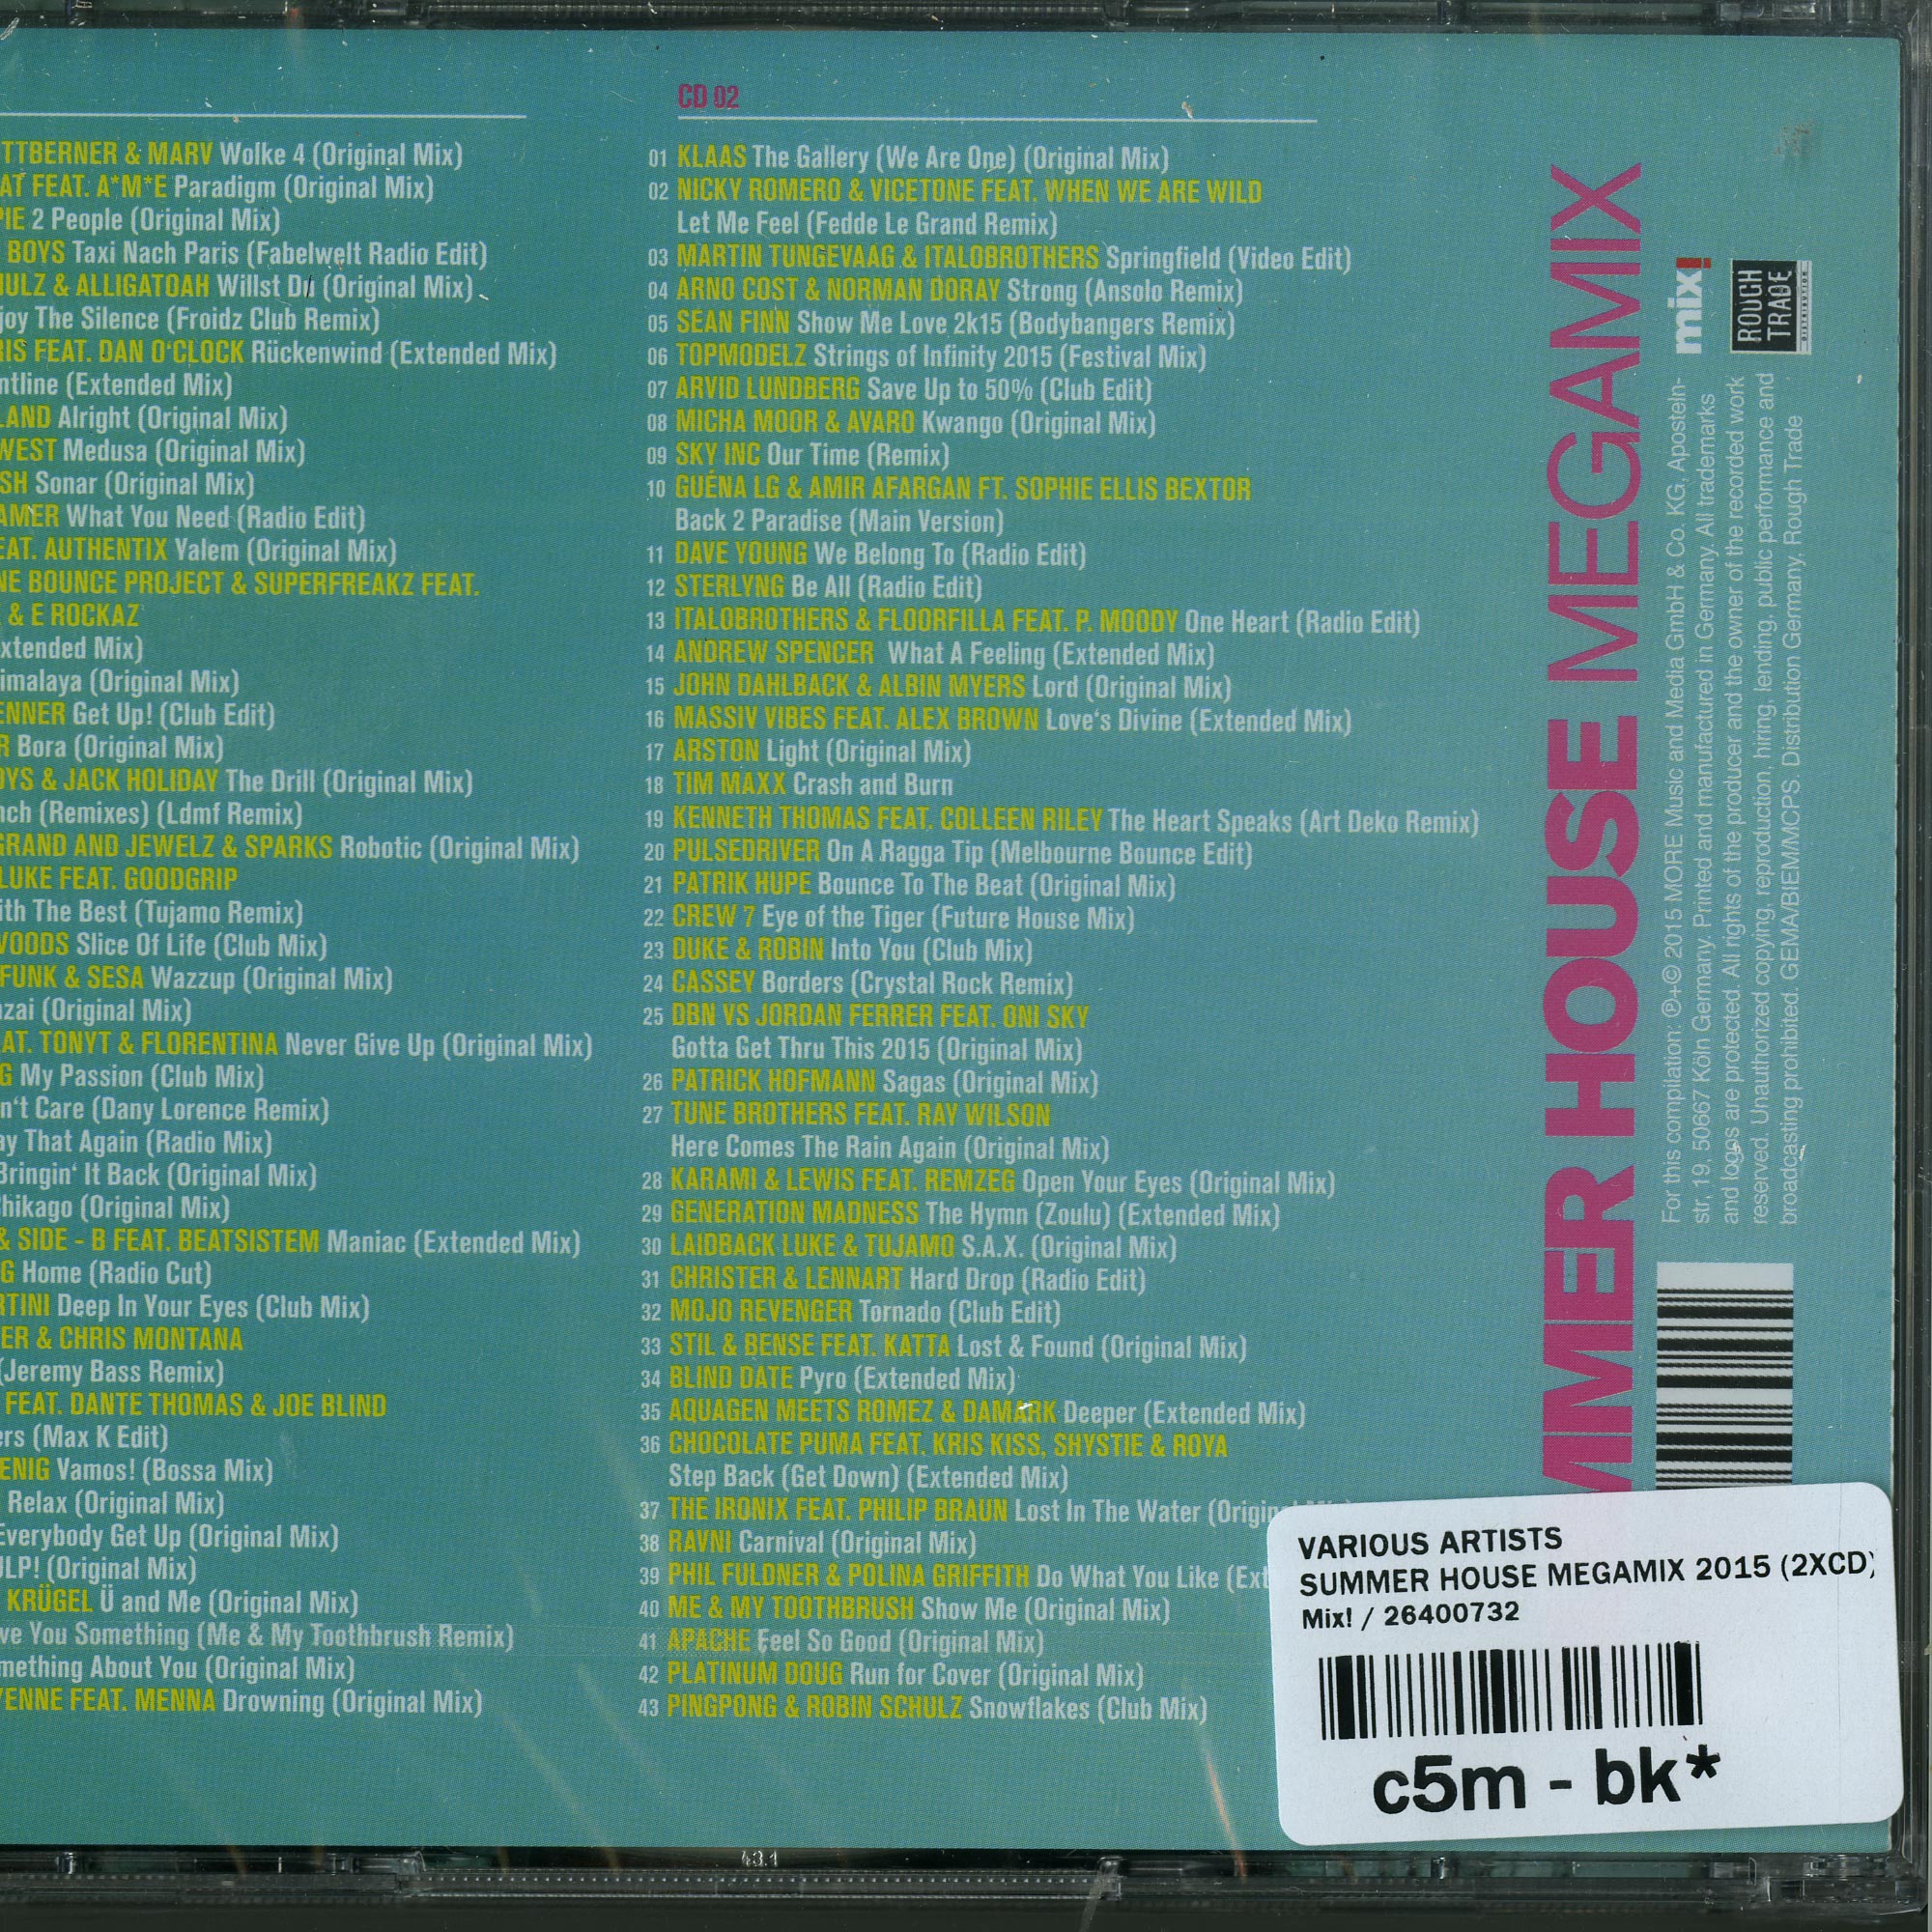 TTBERNER & MARV Wolke 4 (Original Mix)
AT FEAT. A*M*E Paradigm (Original Mix)
PIE 2 People (Original Mix)
BOYS Taxi Nach Paris (Fabelwelt Radio Edit)
HULZ & ALLIGATOAH Willst Du (Original Mix)
joy The Silence (Froidz Club Remix)
RIS FEAT. DAN O'CLOCK Rückenwind (Extended Mix)
ntline (Extended Mix)
LAND Alright (Original Mix)
WEST Medusa (Original Mix)
SH Sonar (Original Mix)
AMER What You Need (Radio Edit)
EAT. AUTHENTIX Yalem (Original Mix)
NE BOUNCE PROJECT & SUPERFREAKZ FEAT.
& E ROCKAZ
xtended Mix)
imalaya (Original Mix)
ENNER Get Up! (Club Edit)
R Bora (Original Mix)
OYS & JACK HOLIDAY The Drill (Original Mix)
nch (Remixes) (Ldmf Remix)
GRAND AND JEWELZ & SPARKS Robotic (Original Mix)
LUKE FEAT. GOODGRIP
ith The Best (Tujamo Remix)
WOODS Slice Of Life (Club Mix)
FUNK & SESA Wazzup (Original Mix)
nzai (Original Mix)
AT. TONYT & FLORENTINA Never Give Up (Original Mix)
G My Passion (Club Mix)
n't Care (Dany Lorence Remix)
ay That Again (Radio Mix)
Bringin' It Back (Original Mix)
hikago (Original Mix)
& SIDE - B FEAT. BEATSISTEM Maniac (Extended Mix)
G Home (Radio Cut)
RTINI Deep In Your Eyes (Club Mix)
ER & CHRIS MONTANA
(Jeremy Bass Remix)
FEAT. DANTE THOMAS & JOE BLIND
ers (Max K Edit)
ENIG Vamos! (Bossa Mix)
Relax (Original Mix)
Everybody Get Up (Original Mix)
ULP! (Original Mix)
KRÜGEL Ü and Me (Original Mix)
ve You Something (Me & My Toothbrush Remix)
mething About You (Original Mix)
YENNE FEAT. MENNA Drowning (Original Mix)
CD 02
01 KLAAS The Gallery (We Are One) (Original Mix)
02 NICKY ROMERO & VICETONE FEAT. WHEN WE ARE WILD
Let Me Feel (Fedde Le Grand Remix)
03 MARTIN TUNGEVAAG & ITALOBROTHERS Springfield (Video Edit)
04 ARNO COST & NORMAN DORAY Strong (Ansolo Remix)
05 SEAN FINN Show Me Love 2k15 (Bodybangers Remix)
06 TOPMODELZ Strings of Infinity 2015 (Festival Mix)
07 ARVID LUNDBERG Save Up to 50% (Club Edit)
08 MICHA MOOR & AVARO Kwango (Original Mix)
09 SKY INC Our Time (Remix)
10 GUÉNA LG & AMIR AFARGAN FT. SOPHIE ELLIS BEXTOR
Back 2 Paradise (Main Version)
11 DAVE YOUNG We Belong To (Radio Edit)
12 STERLYNG Be All (Radio Edit)
13 ITALOBROTHERS & FLOORFILLA FEAT. P. MOODY One Heart (Radio Edit)
14 ANDREW SPENCER What A Feeling (Extended Mix)
15 JOHN DAHLBACK & ALBIN MYERS Lord (Original Mix)
16 MASSIV VIBES FEAT. ALEX BROWN Love's Divine (Extended Mix)
17 ARSTON Light (Original Mix)
18 TIM MAXX Crash and Burn
19 KENNETH THOMAS FEAT. COLLEEN RILEY The Heart Speaks (Art Deko Remix)
20 PULSEDRIVER On A Ragga Tip (Melbourne Bounce Edit)
21 PATRIK HUPE Bounce To The Beat (Original Mix)
22 CREW 7 Eye of the Tiger (Future House Mix)
23 DUKE & ROBIN Into You (Club Mix)
24 CASSEY Borders (Crystal Rock Remix)
25 DBN VS JORDAN FERRER FEAT. ONI SKY
Gotta Get Thru This 2015 (Original Mix)
26 PATRICK HOFMANN Sagas (Original Mix)
27 TUNE BROTHERS FEAT. RAY WILSON
Here Comes The Rain Again (Original Mix)
28 KARAMI & LEWIS FEAT. REMZEG Open Your Eyes (Original Mix)
29 GENERATION MADNESS The Hymn (Zoulu) (Extended Mix)
30 LAIDBACK LUKE & TUJAMO S.A.X. (Original Mix)
31 CHRISTER & LENNART Hard Drop (Radio Edit)
32 MOJO REVENGER Tornado (Club Edit)
33 STIL & BENSE FEAT. KATTA Lost & Found (Original Mix)
34 BLIND DATE Pyro (Extended Mix)
35 AQUAGEN MEETS ROMEZ & DAMARK Deeper (Extended Mix)
36 CHOCOLATE PUMA FEAT. KRIS KISS, SHYSTIE & ROYA
Step Back (Get Down) (Extended Mix)
37 THE IRONIX FEAT. PHILIP BRAUN Lost In The Water (Origin
38 RAVNI Carnival (Original Mix)
39 PHIL FULDNER & POLINA GRIFFITH Do What You Like (Ext
40 ME & MY TOOTHBRUSH Show Me (Original Mix)
41 APACHE Feel So Good (Original Mix)
42 PLATINUM DOUG Run for Cover (Original Mix)
43 PINGPONG & ROBIN SCHULZ Snowflakes (Club Mix)
MMER HOUSE MEGAMIX
mix!
ROUGH
TRADE
DISTRIBUTION
For this compilation: ℗+© 2015 MORE Music and Media GmbH & Co. KG, Aposteln-
str. 19, 50667 Köln Germany. Printed and manufactured in Germany. All trademarks
and logos are protected. All rights of the producer and the owner of the recorded work
reserved. Unauthorized copying, reproduction, hiring, lending, public performance and
broadcasting prohibited. GEMA/BIEM/MCPS. Distribution Germany. Rough Trade
VARIOUS ARTISTS
SUMMER HOUSE MEGAMIX 2015 (2XCD)
Mix! / 26400732
c5m - bk*
43.1